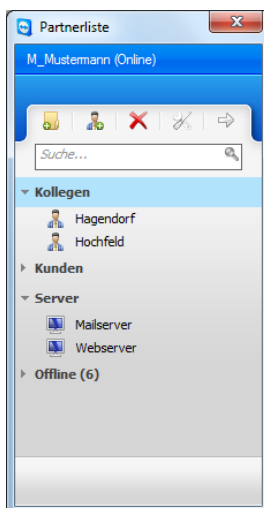 Partnerliste
M_Mustermann (Online)
Suche...
Kollegen
Hagendorf
Hochfeld
Kunden
Server
Mailserver
Webserver
Offline (6)